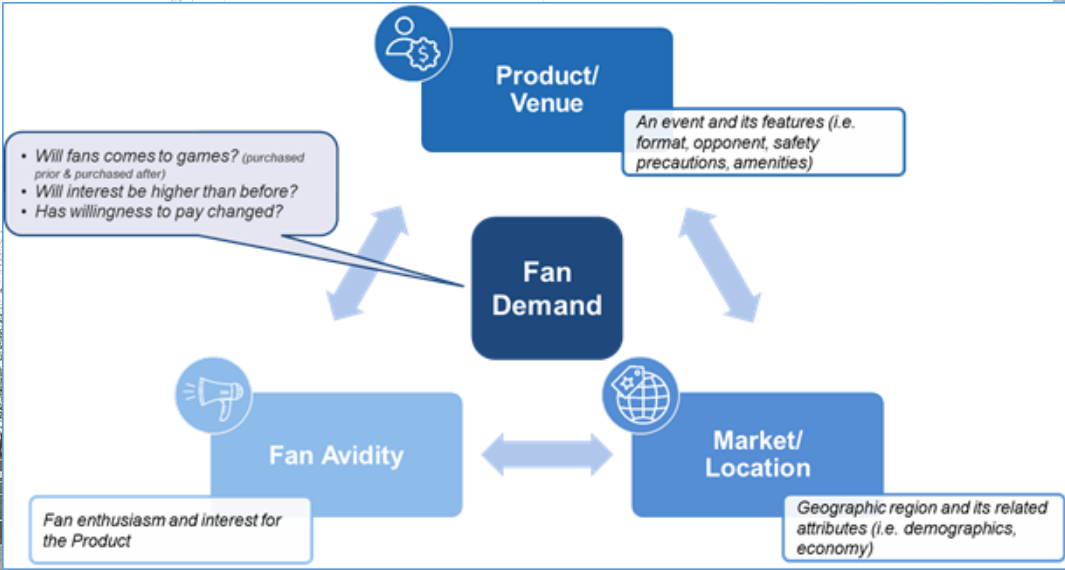 Product/
Venue
An event and its features (i.e.
format, opponent, safety
precautions, amenities)
• Will fans comes to games? (purchased
prior & purchased after)
• Will interest be higher than before?
• Has willingness to pay changed?
Fan
Demand
Fan Avidity
Fan enthusiasm and interest for
the Product
Market/
Location
Geographic region and its related
attributes (i.e. demographics,
economy)